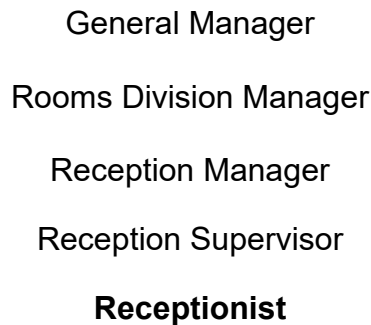 General Manager
Rooms Division Manager
Reception Manager
Reception Supervisor
Receptionist